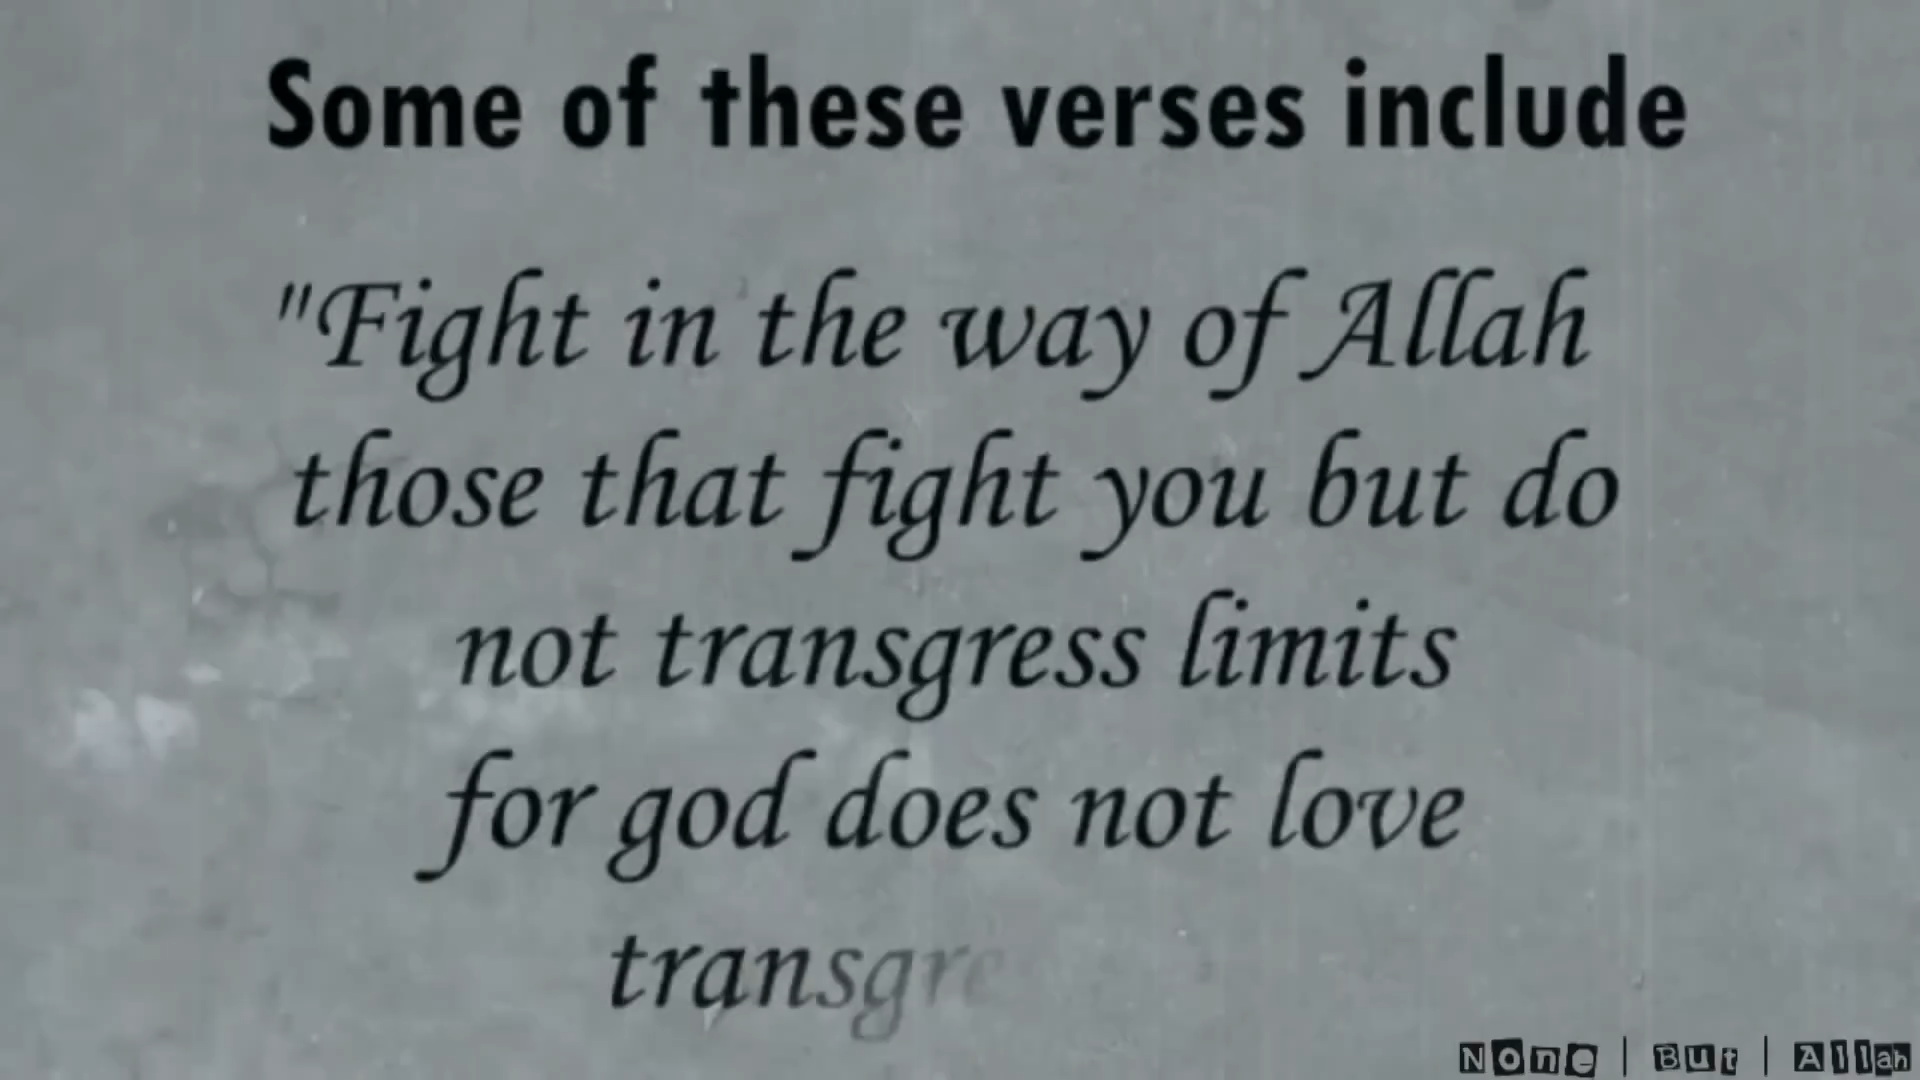 Some of these verses include
"Fight in the way of Allah
those that fight you but do
not transgress limits
for god does not love
transgre
None | But | Allah